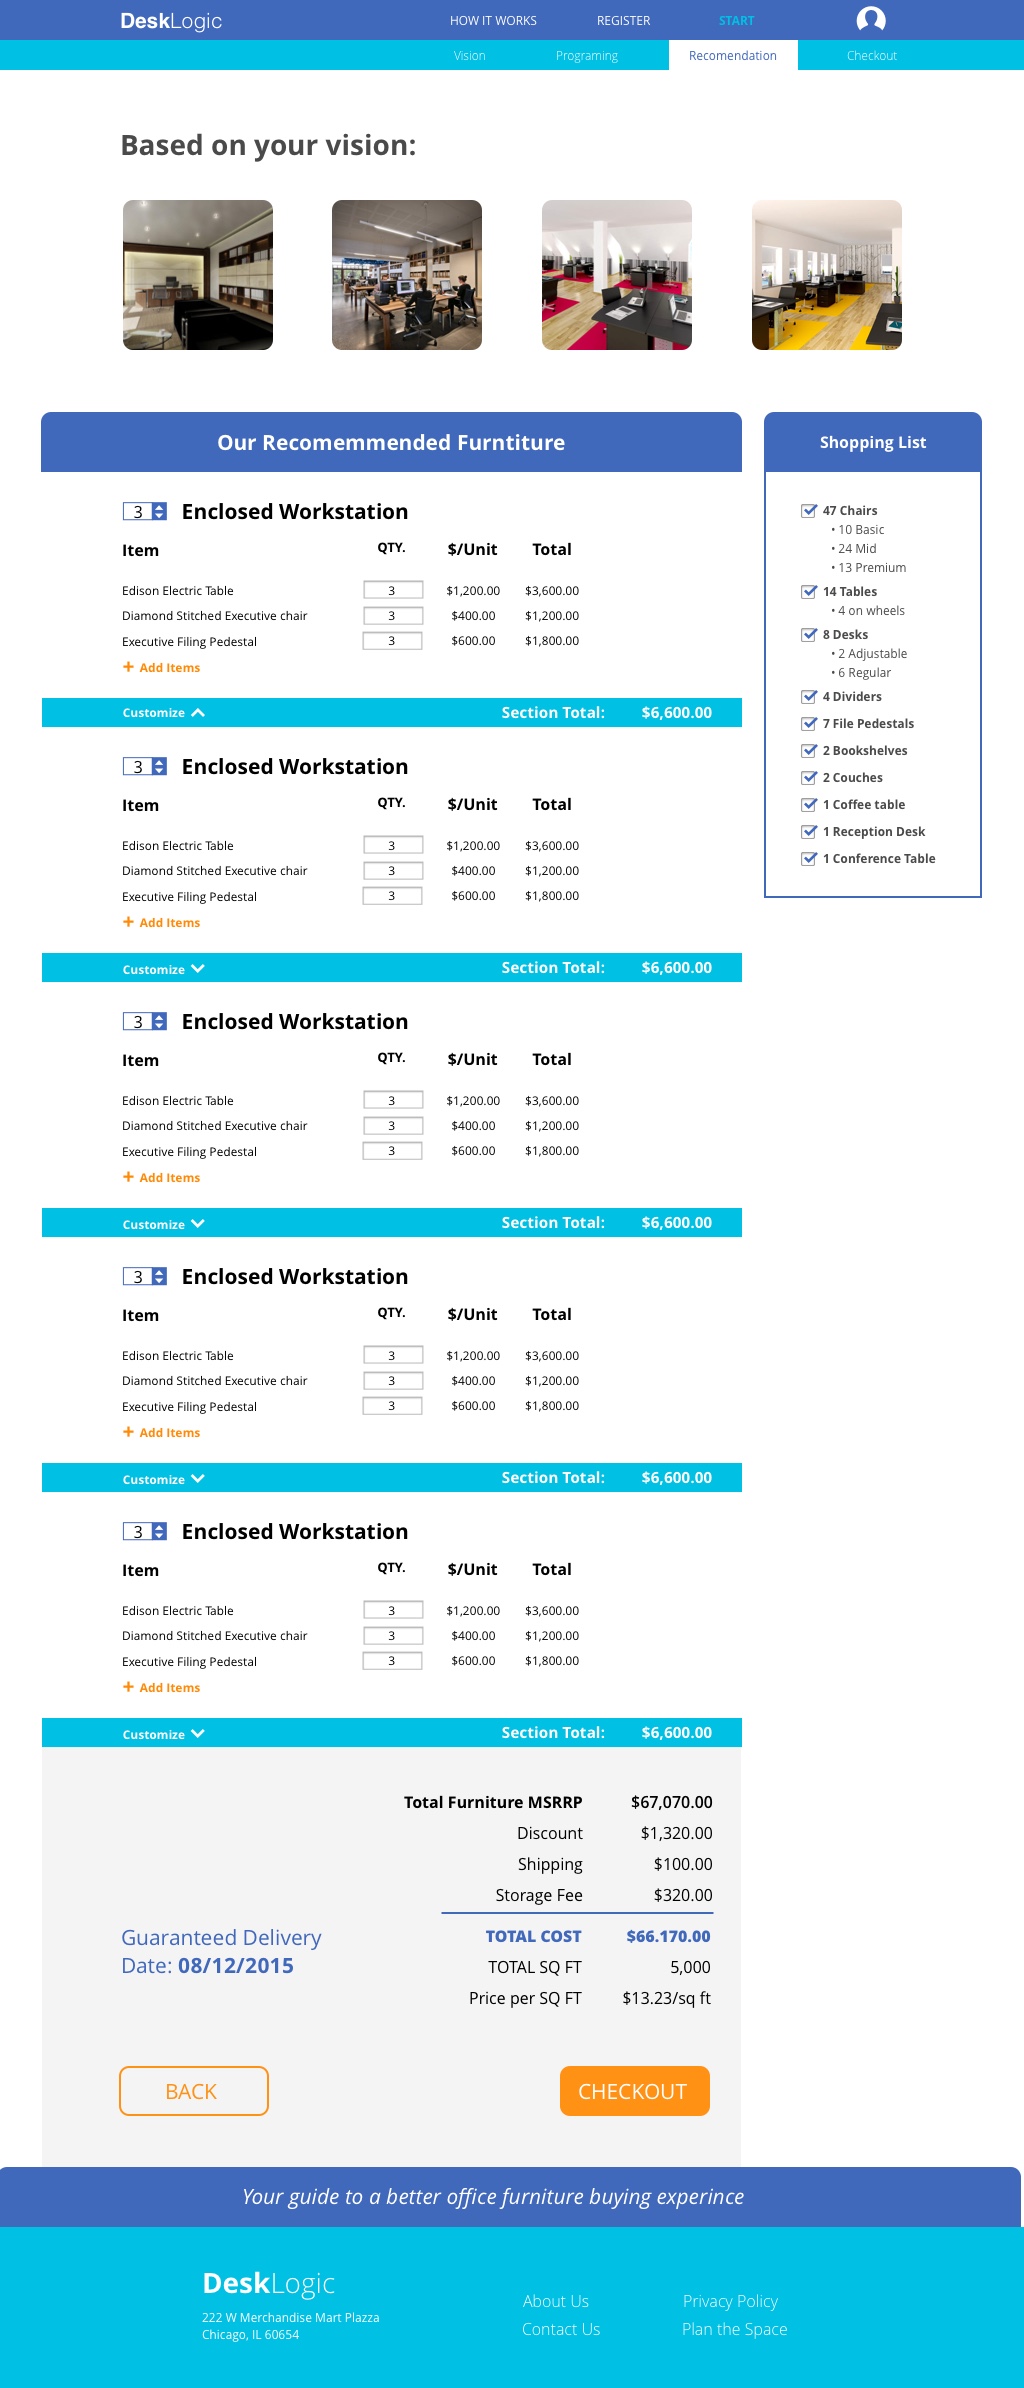 DeskLogic
HOW IT WORKS REGISTER START
Vision Programing Recomendation Checkout
Based on your vision:
Our Recomemmended Furntiture
3 Enclosed Workstation
Item QTY. $/Unit Total
Edison Electric Table 3 $1,200.00 $3,600.00
Diamond Stitched Executive chair 3 $400.00 $1,200.00
Executive Filing Pedestal 3 $600.00 $1,800.00
+ Add Items
Customize Section Total: $6,600.00
3 Enclosed Workstation
Item QTY. $/Unit Total
Edison Electric Table 3 $1,200.00 $3,600.00
Diamond Stitched Executive chair 3 $400.00 $1,200.00
Executive Filing Pedestal 3 $600.00 $1,800.00
+ Add Items
Customize Section Total: $6,600.00
3 Enclosed Workstation
Item QTY. $/Unit Total
Edison Electric Table 3 $1,200.00 $3,600.00
Diamond Stitched Executive chair 3 $400.00 $1,200.00
Executive Filing Pedestal 3 $600.00 $1,800.00
+ Add Items
Customize Section Total: $6,600.00
3 Enclosed Workstation
Item QTY. $/Unit Total
Edison Electric Table 3 $1,200.00 $3,600.00
Diamond Stitched Executive chair 3 $400.00 $1,200.00
Executive Filing Pedestal 3 $600.00 $1,800.00
+ Add Items
Customize Section Total: $6,600.00
3 Enclosed Workstation
Item QTY. $/Unit Total
Edison Electric Table 3 $1,200.00 $3,600.00
Diamond Stitched Executive chair 3 $400.00 $1,200.00
Executive Filing Pedestal 3 $600.00 $1,800.00
+ Add Items
Customize Section Total: $6,600.00
Shopping List
47 Chairs
• 10 Basic
• 24 Mid
• 13 Premium
14 Tables
• 4 on wheels
8 Desks
• 2 Adjustable
• 6 Regular
4 Dividers
7 File Pedestals
2 Bookshelves
2 Couches
1 Coffee table
1 Reception Desk
1 Conference Table
Total Furniture MSRRP $67,070.00
Discount $1,320.00
Shipping $100.00
Storage Fee $320.00
TOTAL COST $66.170.00
TOTAL SQ FT 5,000
Price per SQ FT $13.23/sq ft
Guaranteed Delivery
Date: 08/12/2015
BACK CHECKOUT
Your guide to a better office furniture buying experince
DeskLogic
222 W Merchandise Mart Plazza
Chicago, IL 60654
About Us Privacy Policy
Contact Us Plan the Space